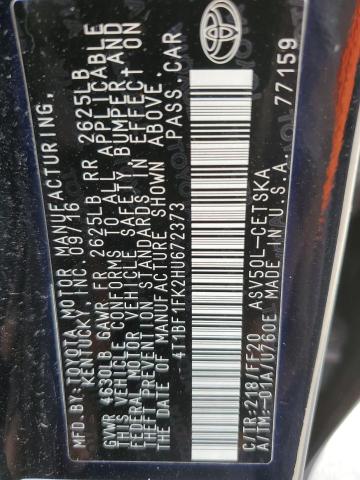 MFD.BY:TOYOTA MOTOR MANUFACTURING,
KENTUCKY, INC. 09/16
GVWR 4630LB GAWR FR 2625LB RR 2625LB
THIS VEHICLE CONFORMS TO ALL APPLICABLE
FEDERAL MOTOR VEHICLE SAFETY, BUMPER, AND
THEFT PREVENTION STANDARDS IN EFFECT ON
THE DATE OF MANUFACTURE SHOWN ABOVE.
4T1BF1FK2HU672373 PASS.CAR
C/TR:218/FF20 ASV50L-CETSKA
A/TM:-01A/U760E MADE IN U.S.A. 77159